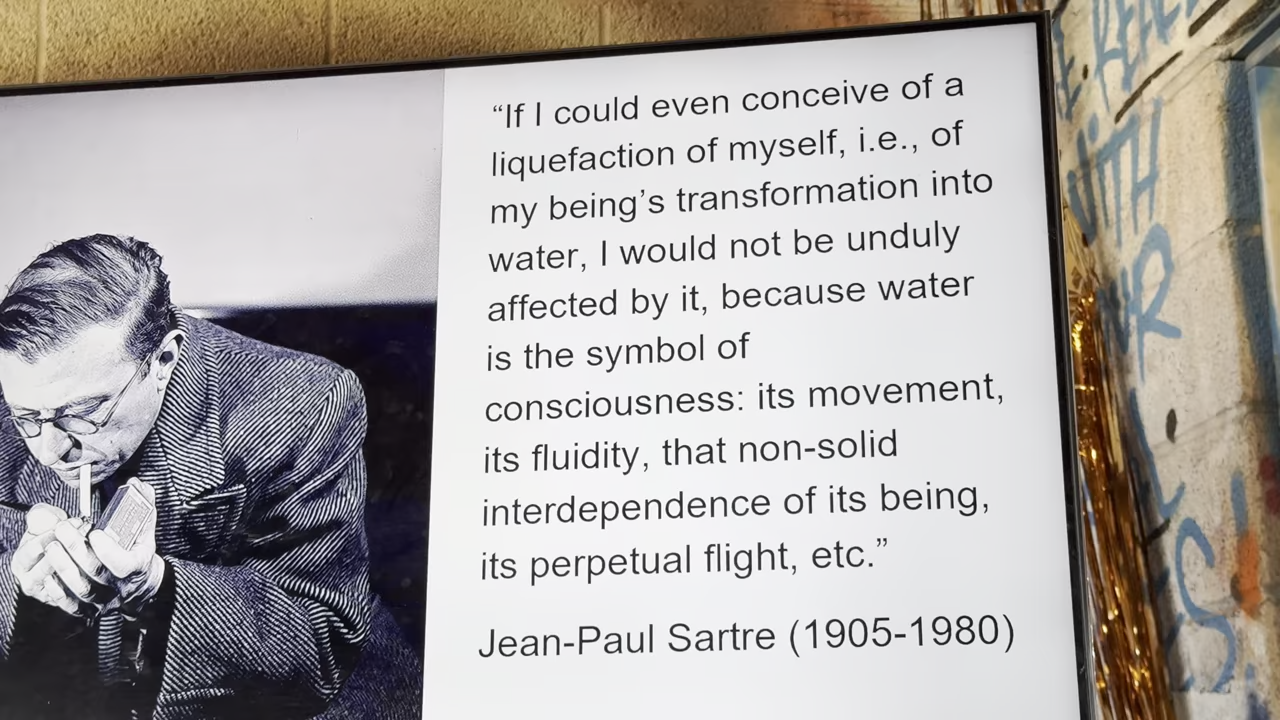 “If I could even conceive of a
liquefaction of myself, i.e., of
my being’s transformation into
water, I would not be unduly
affected by it, because water
is the symbol of
consciousness: its movement,
its fluidity, that non-solid
interdependence of its being,
its perpetual flight, etc.”
Jean-Paul Sartre (1905-1980)
WITH